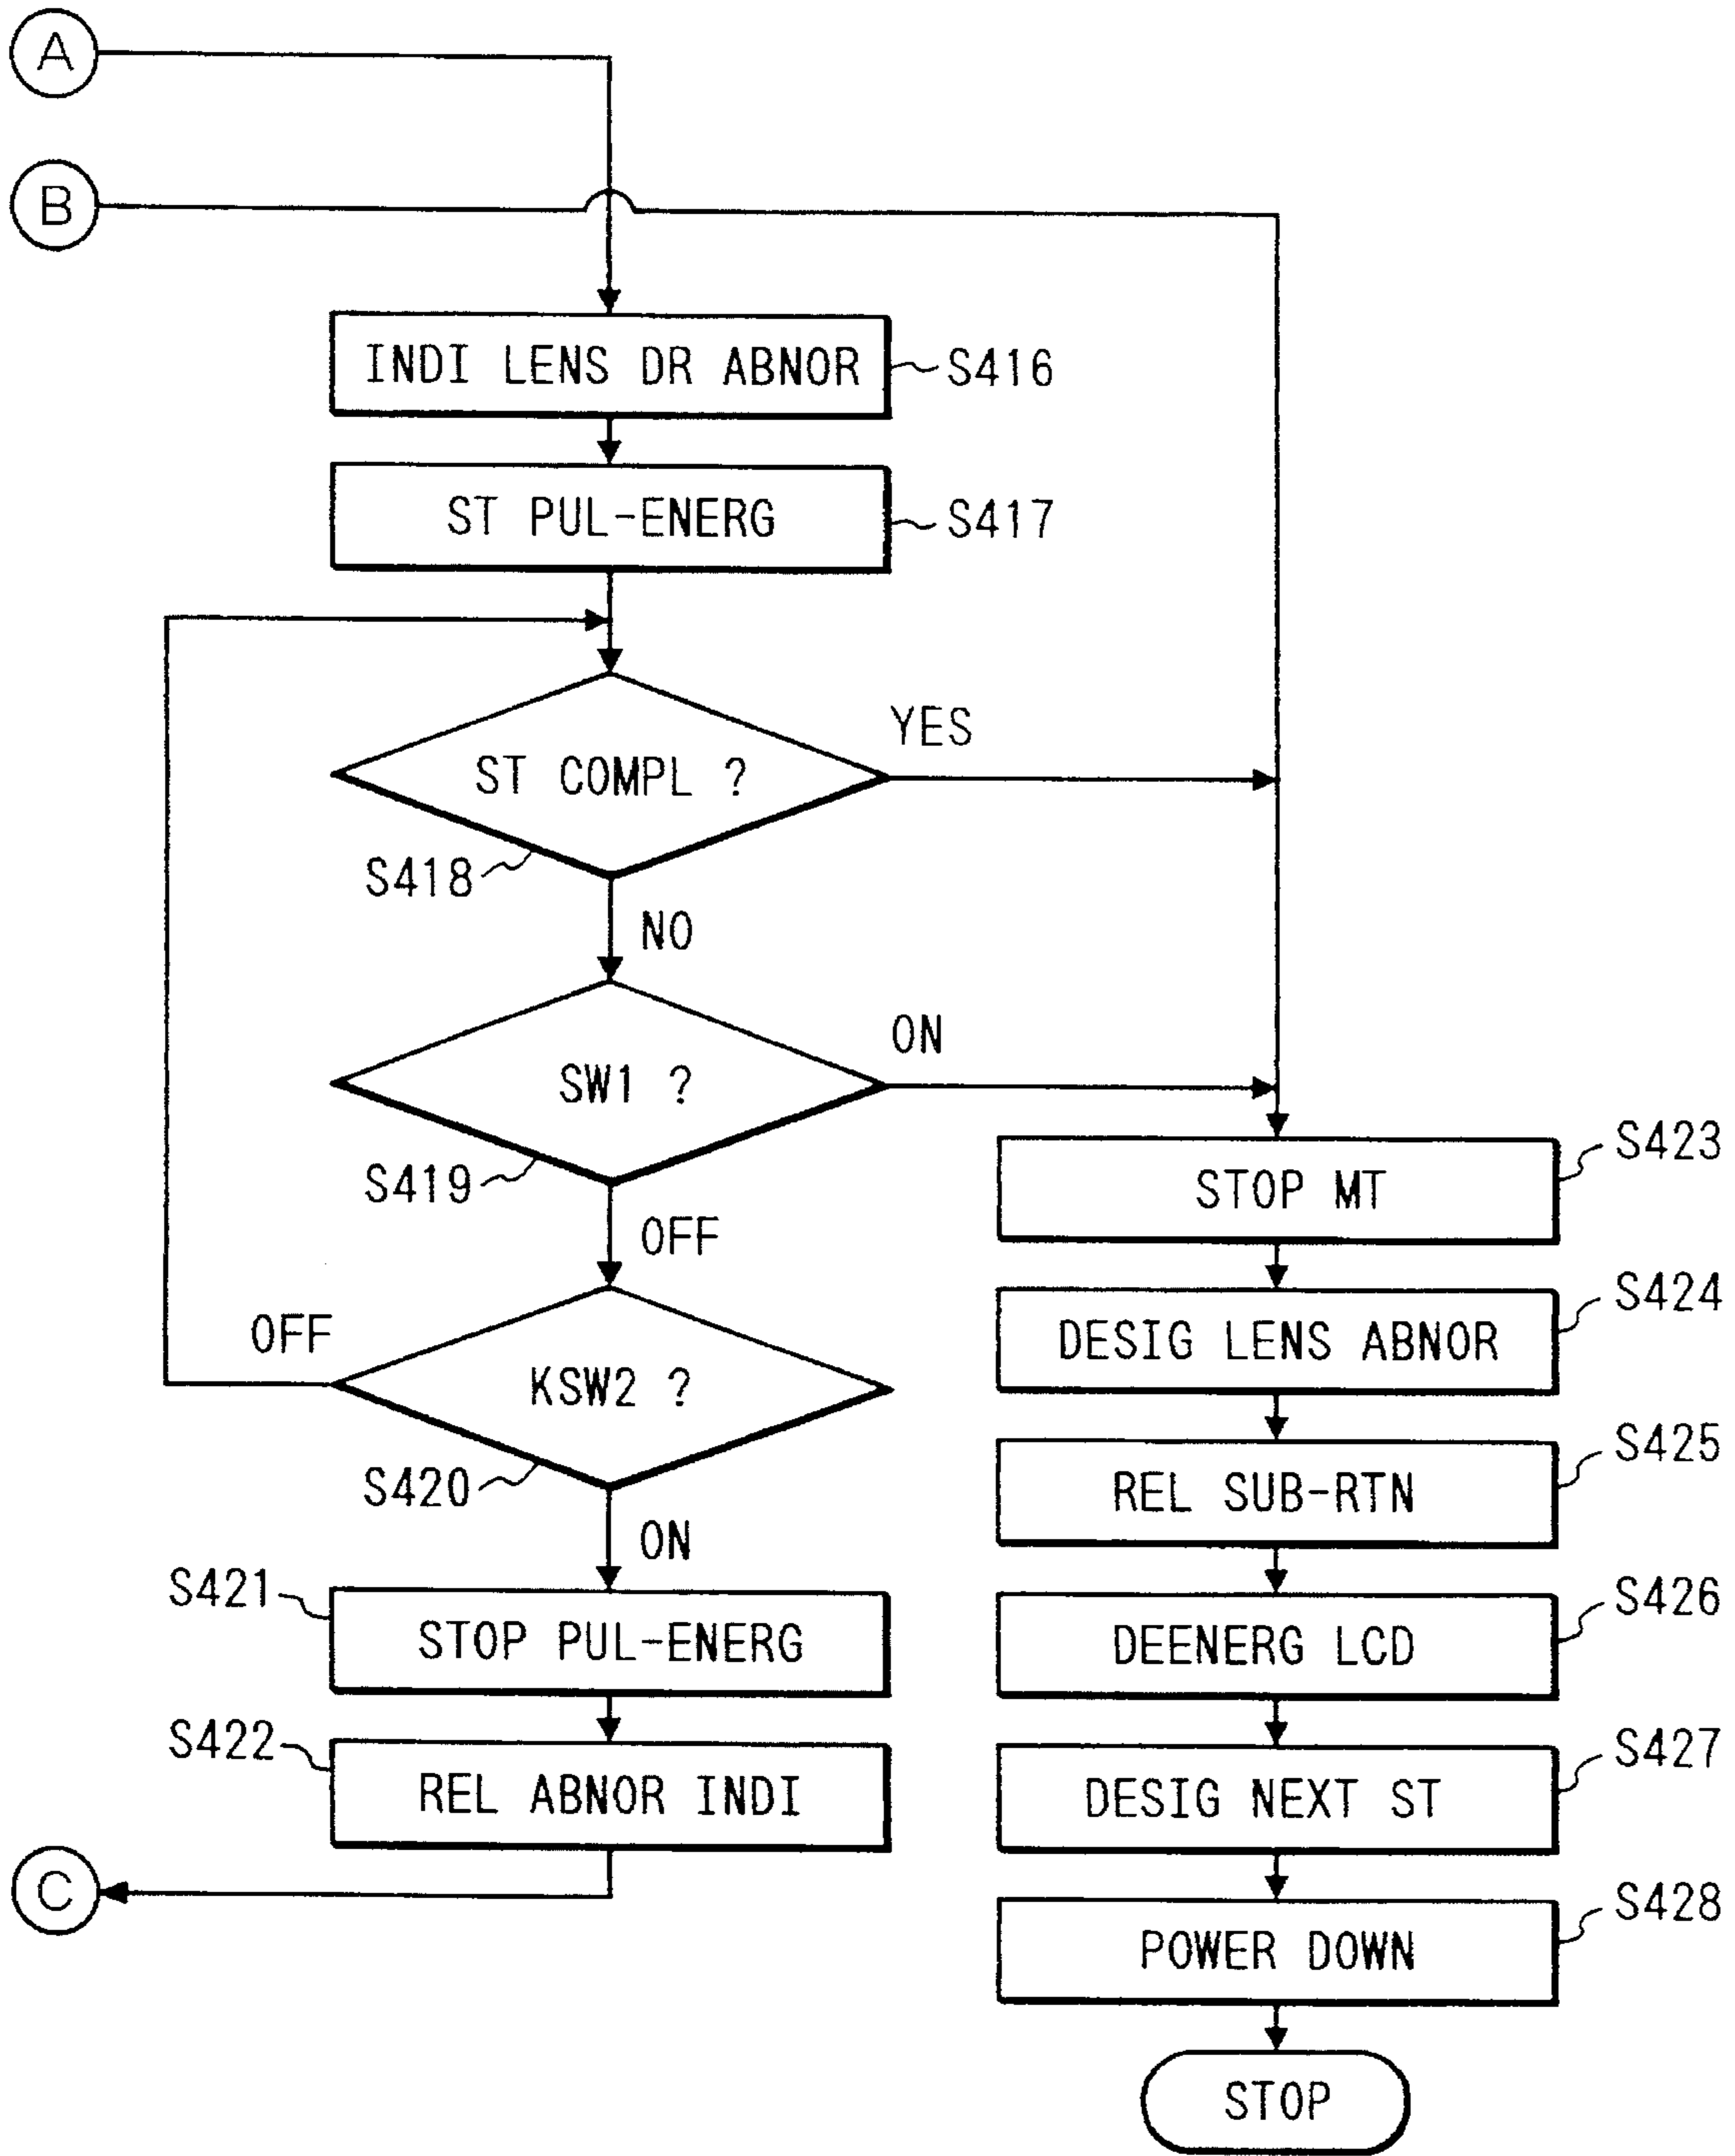 A
B
INDI LENS DR ABNOR
S416
ST PUL-ENERG
S417
ST COMPL ?
YES
S418
NO
SW1 ?
ON
S419
OFF
KSW2 ?
OFF
S420
ON
S421
STOP PUL-ENERG
S422
REL ABNOR INDI
C
S423
STOP MT
S424
DESIG LENS ABNOR
S425
REL SUB-RTN
S426
DEENERG LCD
S427
DESIG NEXT ST
S428
POWER DOWN
STOP